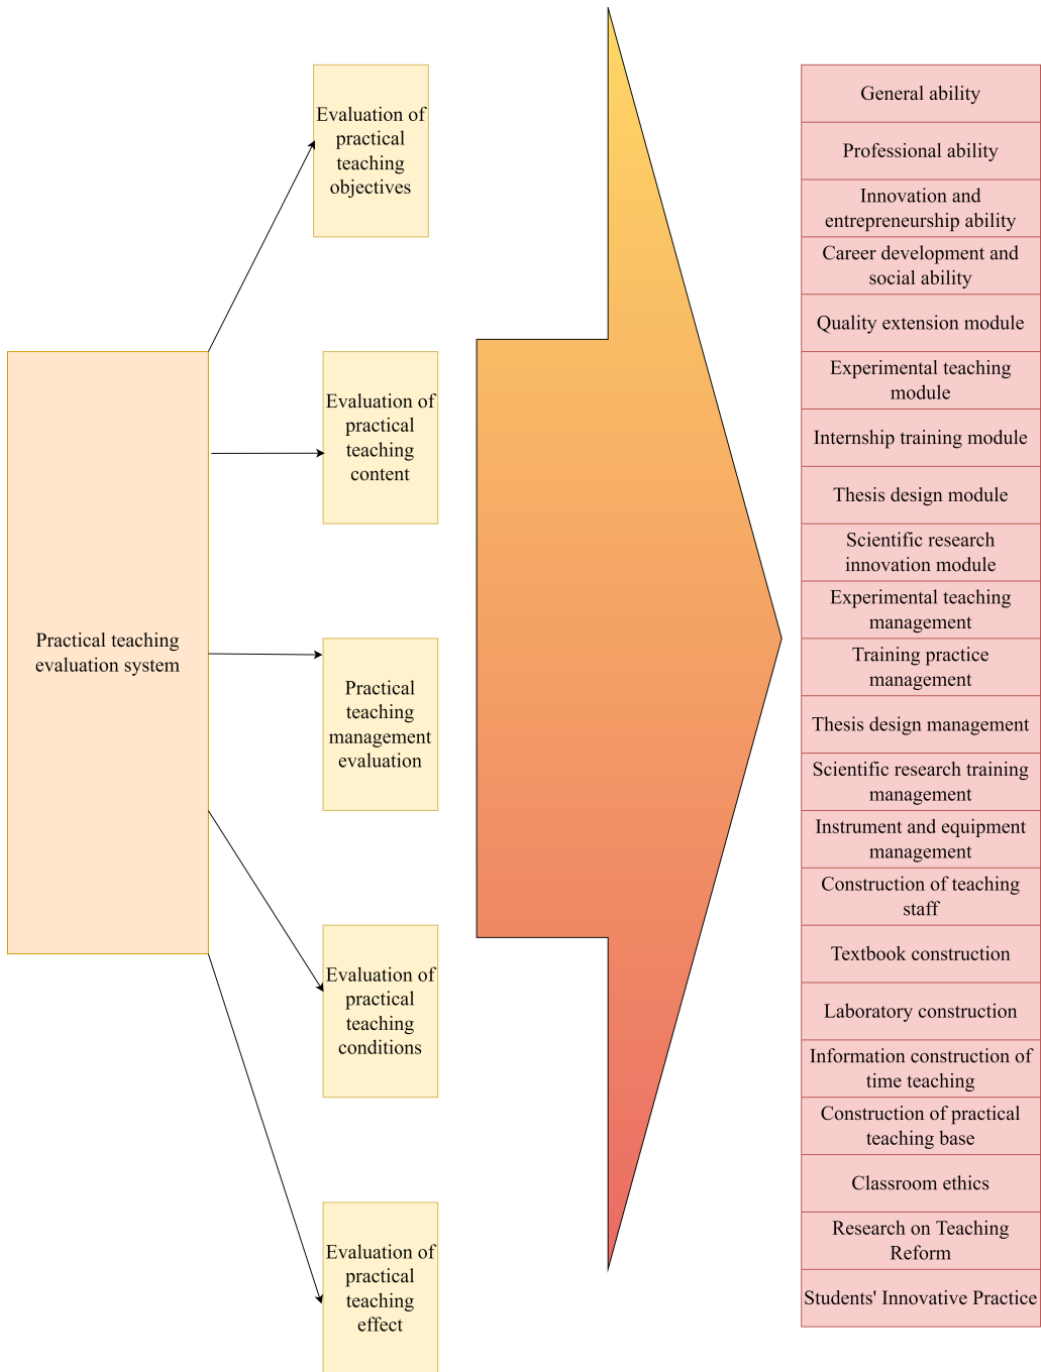 Practical teaching
evaluation system
Evaluation of
practical
teaching
objectives
Evaluation of
practical
teaching
content
Practical
teaching
management
evaluation
Evaluation of
practical
teaching
conditions
Evaluation of
practical
teaching
effect
General ability
Professional ability
Innovation and
entrepreneurship ability
Career development and
social ability
Quality extension module
Experimental teaching
module
Internship training module
Thesis design module
Scientific research
innovation module
Experimental teaching
management
Training practice
management
Thesis design management
Scientific research training
management
Instrument and equipment
management
Construction of teaching
staff
Textbook construction
Laboratory construction
Information construction of
time teaching
Construction of practical
teaching base
Classroom ethics
Research on Teaching
Reform
Students' Innovative Practice